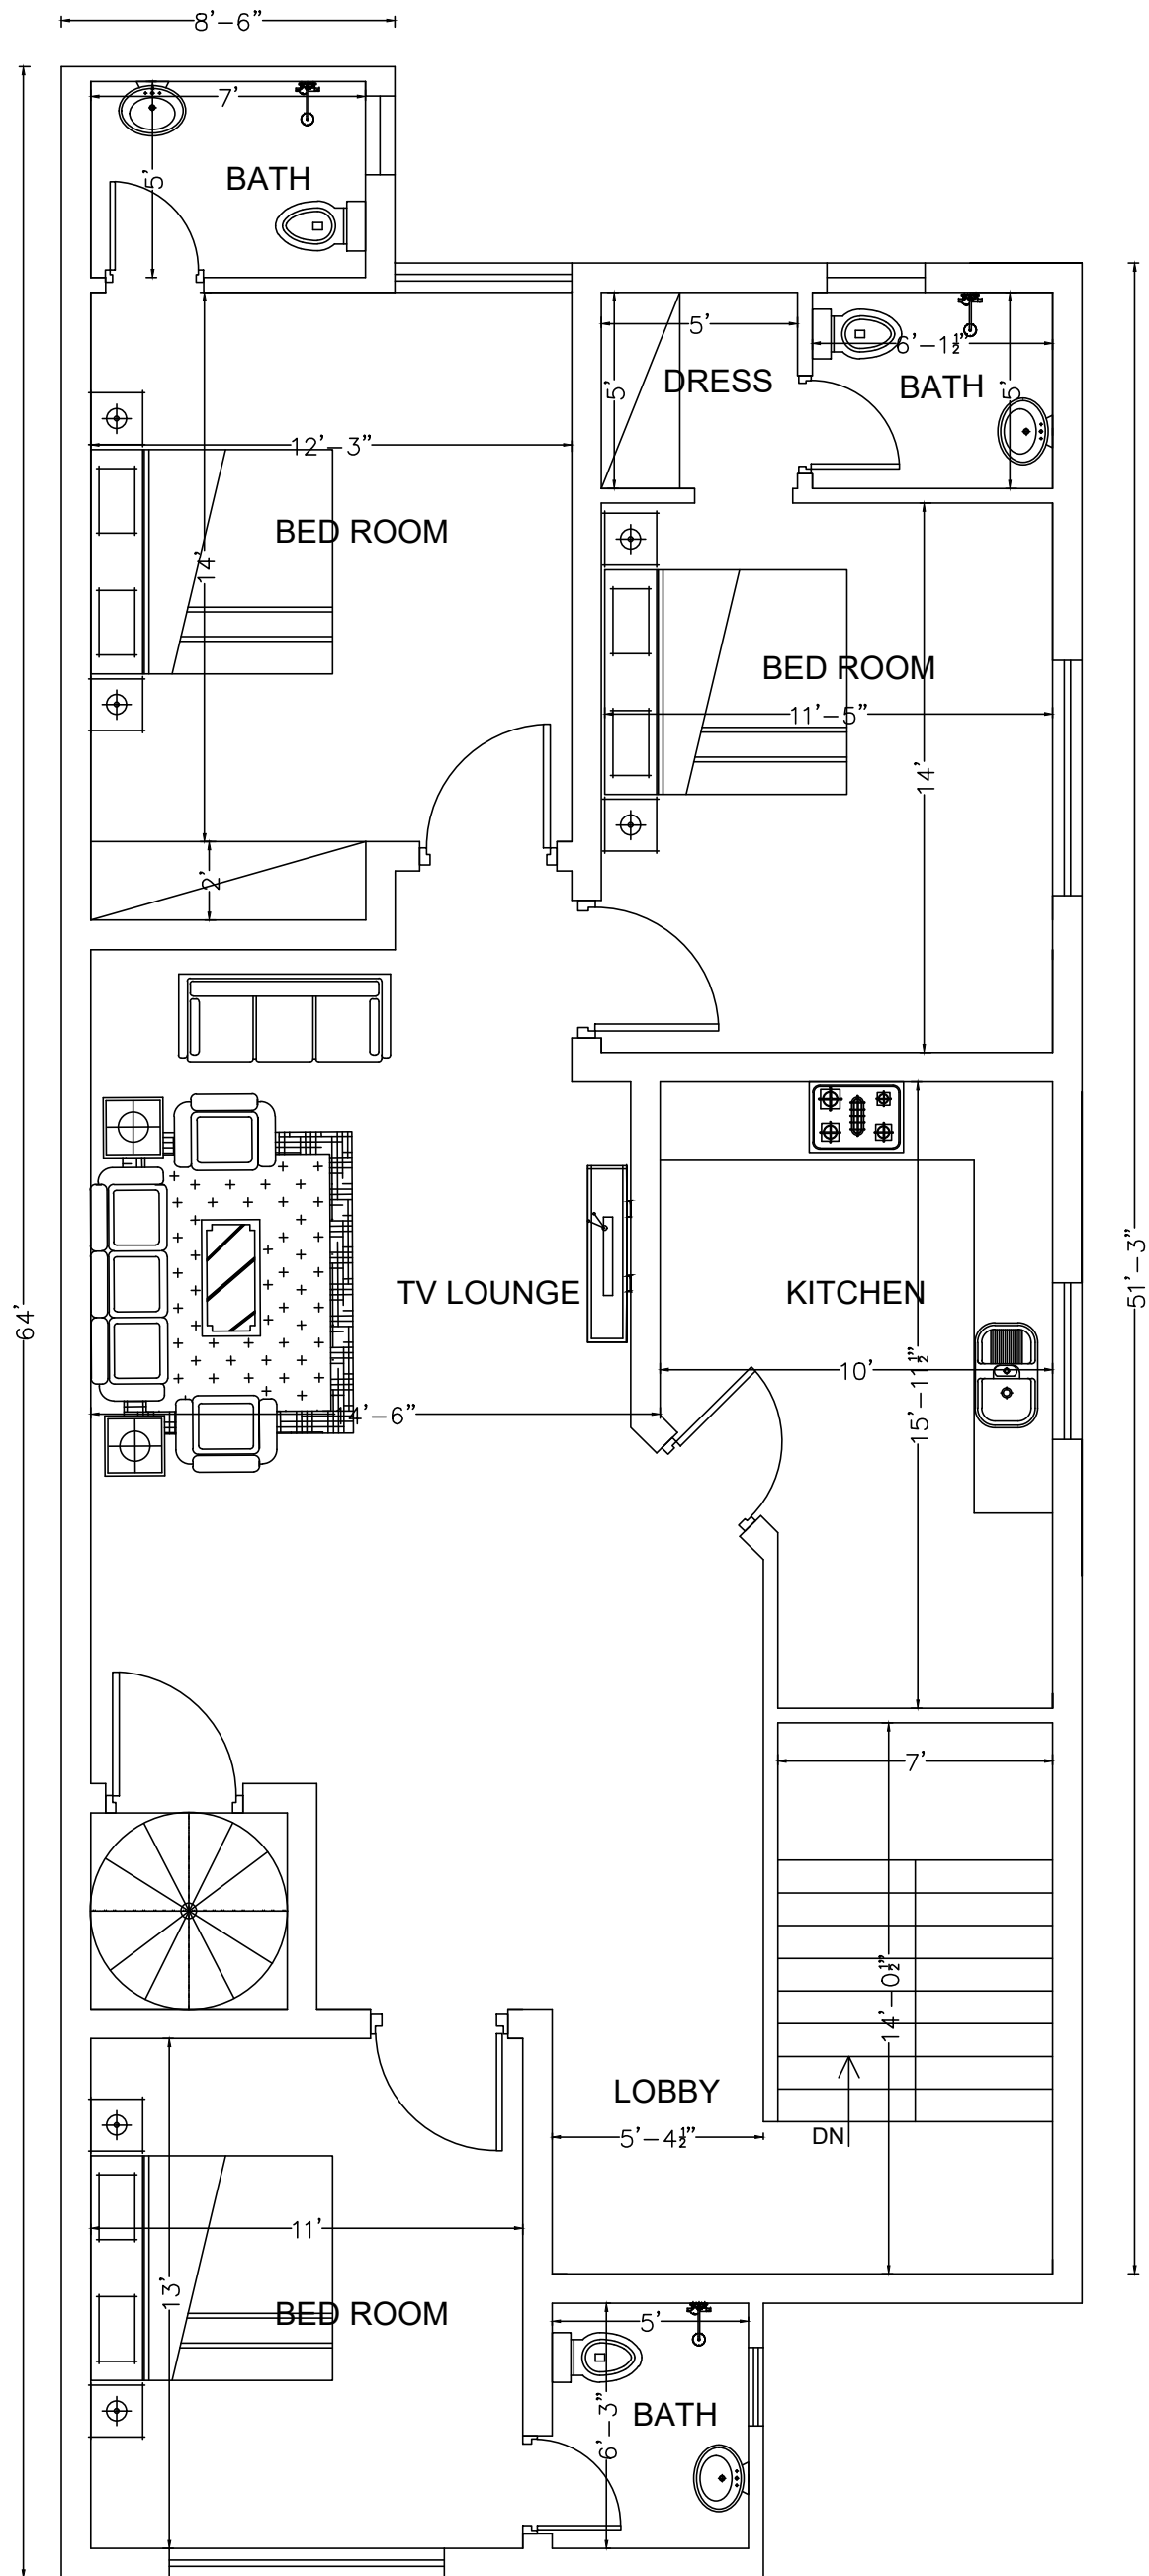 8'-6"
7'
5'
BATH
5'
6'-1½"
DRESS
BATH
5'
5'
12'-3"
BED ROOM
14'
BED ROOM
11'-5"
14'
2'
64'
51'-3"
TV LOUNGE
KITCHEN
10'
15'-11½"
14'-6"
7'
14'-0½"
LOBBY
5'-4½"
DN
11'
13'
BED ROOM
5'
BATH
6'-3"